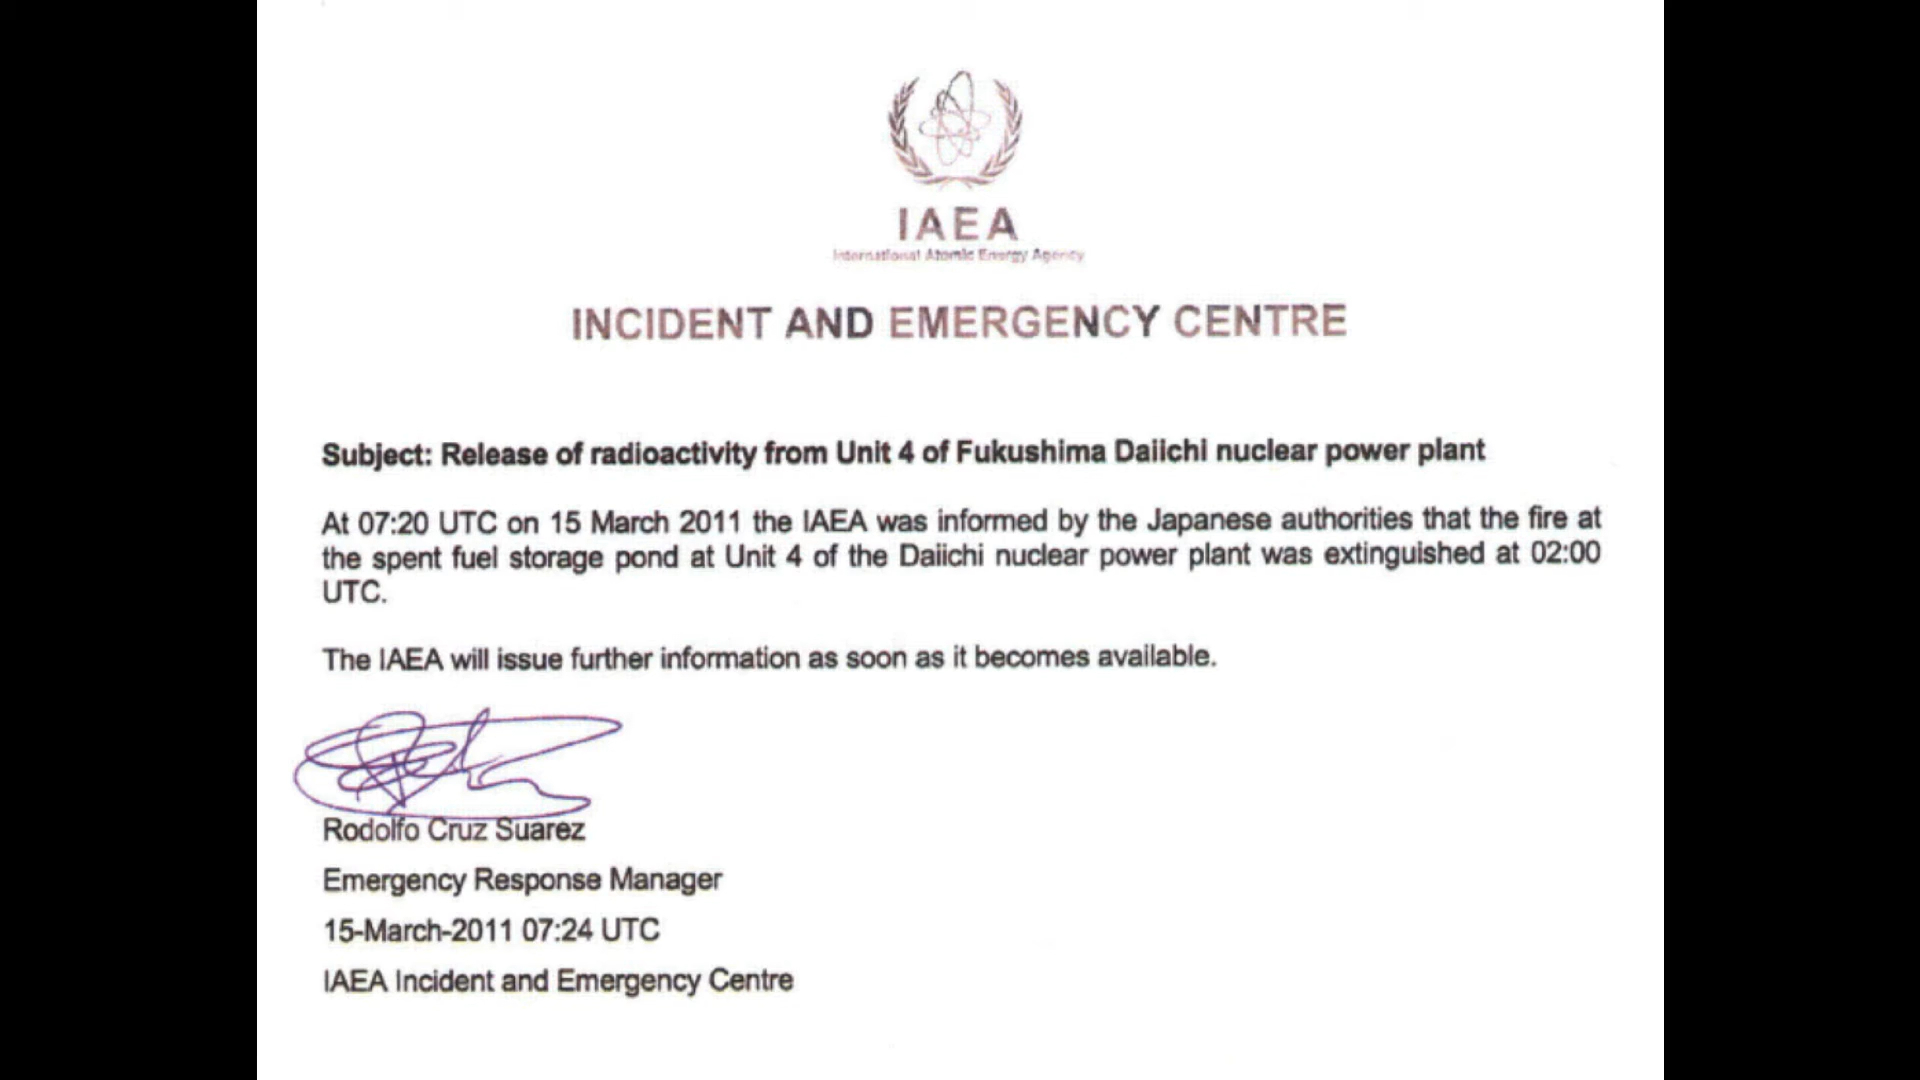 IAEA
International Atomic Energy Agency
INCIDENT AND EMERGENCY CENTRE
Subject: Release of radioactivity from Unit 4 of Fukushima Daiichi nuclear power plant
At 07:20 UTC on 15 March 2011 the IAEA was informed by the Japanese authorities that the fire at
the spent fuel storage pond at Unit 4 of the Daiichi nuclear power plant was extinguished at 02:00
UTC.
The IAEA will issue further information as soon as it becomes available.
Rodolfo Cruz Suarez
Emergency Response Manager
15-March-2011 07:24 UTC
IAEA Incident and Emergency Centre